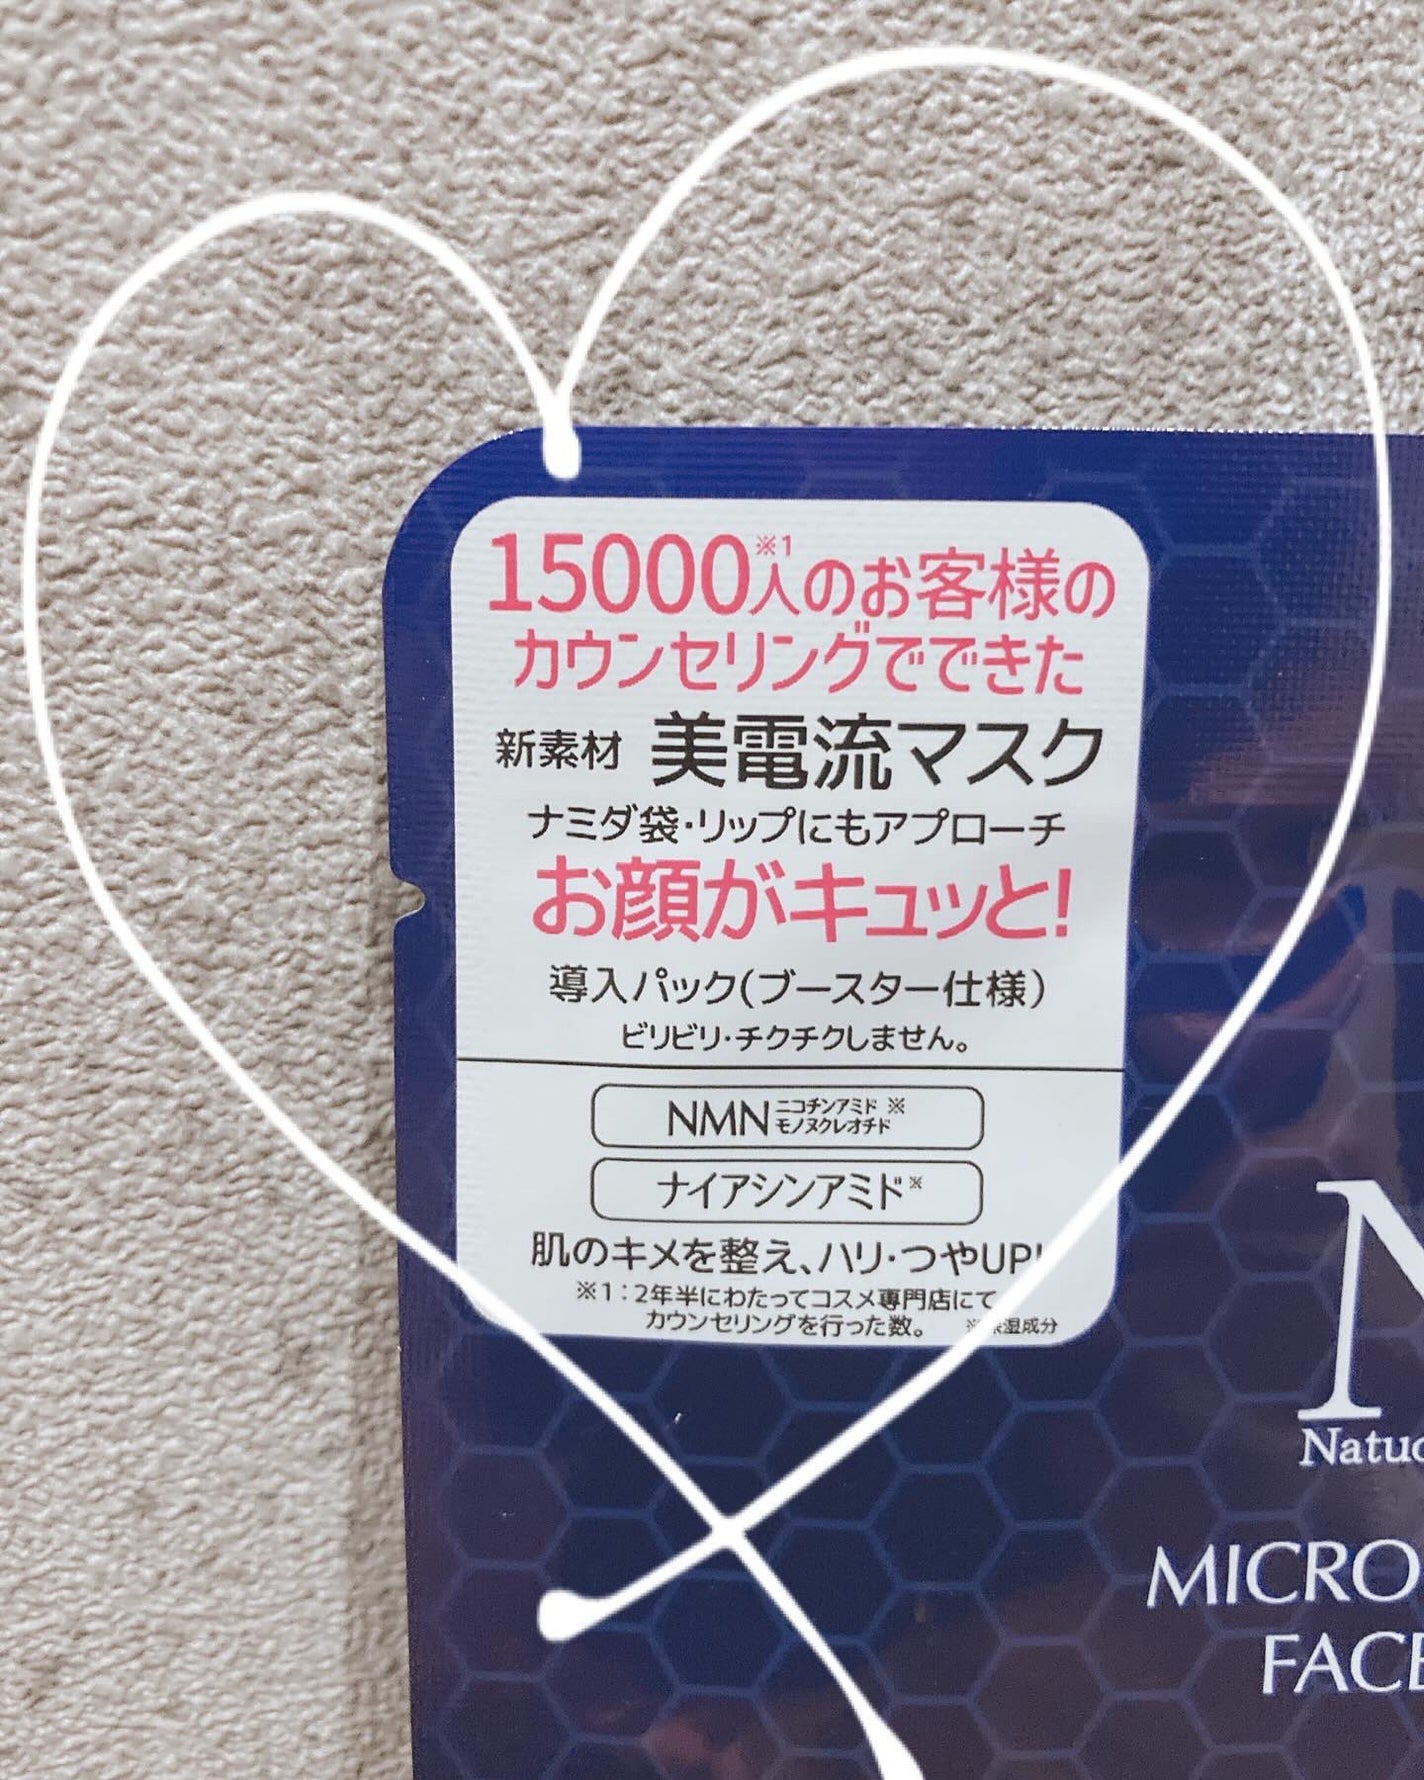 15000※1人のお客様の
カウンセリングでできた
新素材 美電流マスク
ナミダ袋・リップにもアプローチ
お顔がキュッと!
導入パック(ブースター仕様)
ビリビリ・チクチクしません。
NMN ニコチンアミド ※
モノヌクレオチド
ナイアシンアミド※
肌のキメを整え、ハリ・つやUP!
※1:2年半にわたってコスメ専門店にて
カウンセリングを行った数。 ※保湿成分
N
Natuo
MICRO
FACE